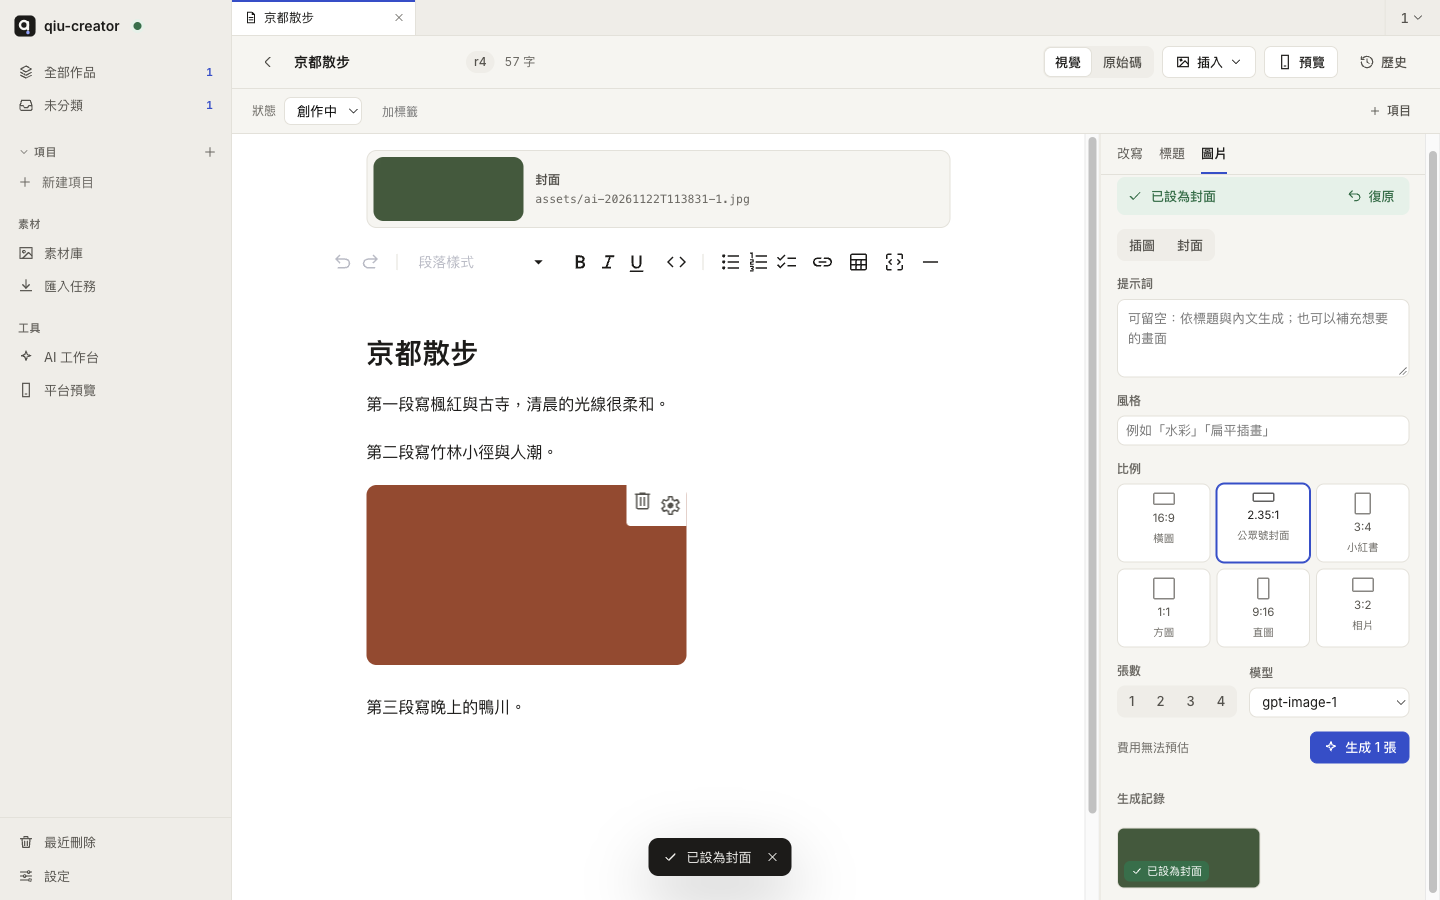 qiu-creator
全部作品 1
未分類 1
項目
新建項目
素材
素材庫
匯入任務
工具
AI 工作台
平台預覽
最近刪除
設定
京都散步
1
京都散步
r4 57 字
視覺 原始碼
插入
預覽
歷史
狀態 創作中 加標籤
項目
封面
assets/ai-20261122T113831-1.jpg
段落樣式
B I U
京都散步
第一段寫楓紅與古寺，清晨的光線很柔和。
第二段寫竹林小徑與人潮。
第三段寫晚上的鴨川。
已設為封面
改寫 標題 圖片
已設為封面 復原
插圖 封面
提示詞
可留空：依標題與內文生成；也可以補充想要
的畫面
風格
例如「水彩」「扁平插畫」
比例
16:9
橫圖
2.35:1
公眾號封面
3:4
小紅書
1:1
方圖
9:16
直圖
3:2
相片
張數
1 2 3 4
模型
gpt-image-1
費用無法預估
生成 1 張
生成記錄
已設為封面